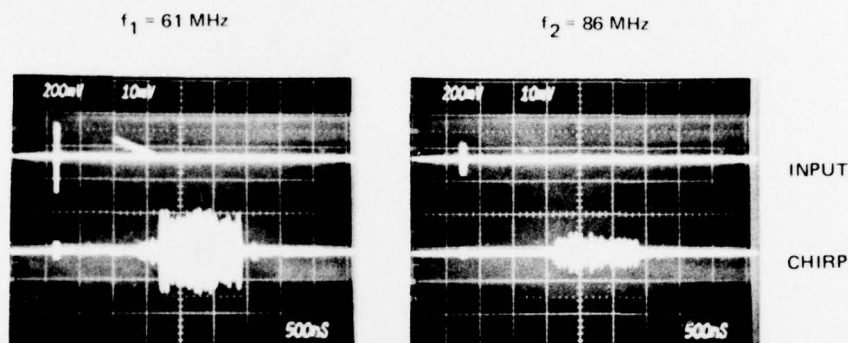 f₁ = 61 MHz
f₂ = 86 MHz
200mV 10mV
200mV 10mV
INPUT
CHIRP
500nS
500nS